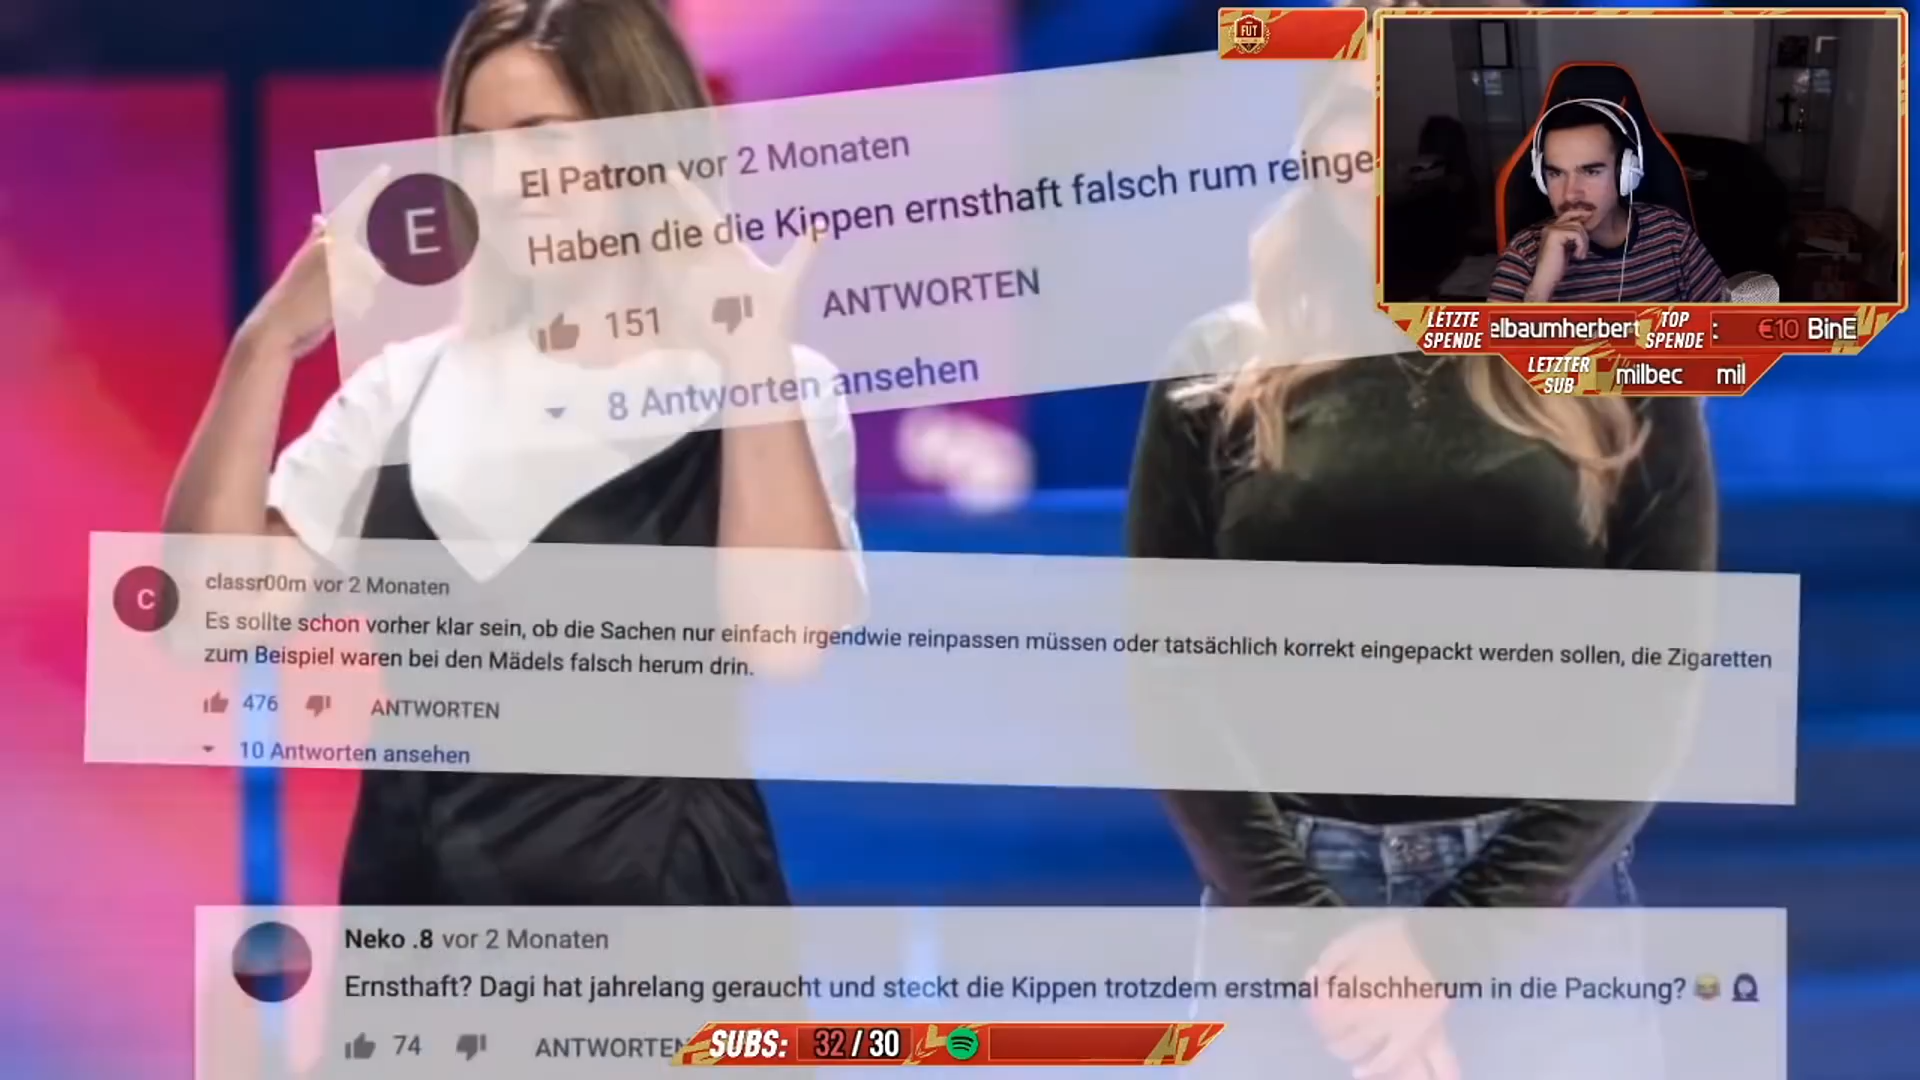 FUT
El Patron vor 2 Monaten
Haben die die Kippen ernsthaft falsch rum reinge
151 ANTWORTEN
8 Antworten ansehen
LETZTE SPENDE elbaumherbert TOP SPENDE : €10 BinE
LETZTER SUB milbec mil
C
E
classr00m vor 2 Monaten
Es sollte schon vorher klar sein, ob die Sachen nur einfach irgendwie reinpassen müssen oder tatsächlich korrekt eingepackt werden sollen, die Zigaretten
zum Beispiel waren bei den Mädels falsch herum drin.
476 ANTWORTEN
10 Antworten ansehen
Neko .8 vor 2 Monaten
Ernsthaft? Dagi hat jahrelang geraucht und steckt die Kippen trotzdem erstmal falschherum in die Packung? 😂 🤦‍♀️
74 ANTWORTEN
SUBS: 32 / 30